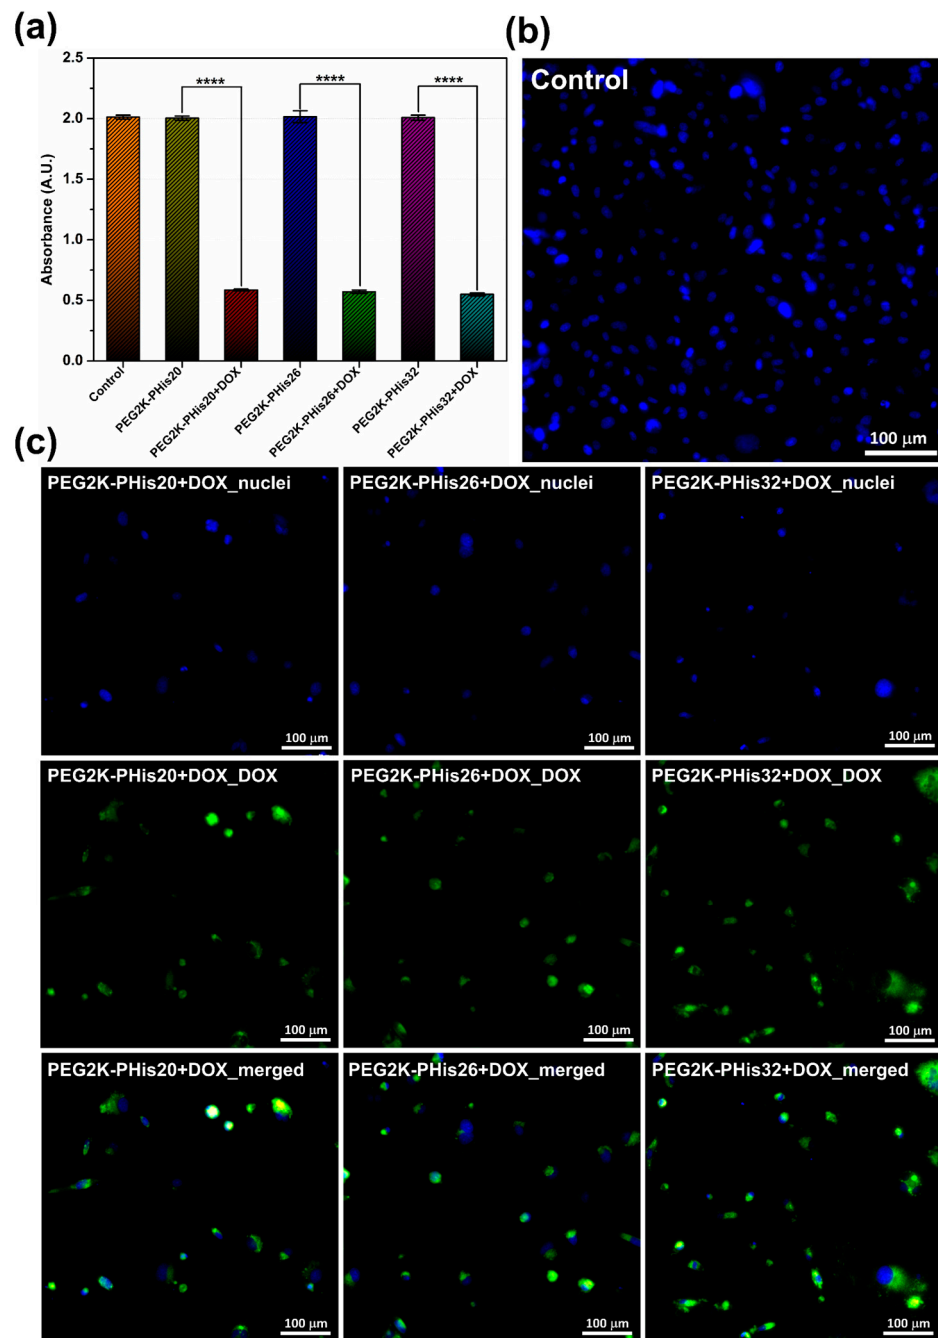 (a)
2.5
2.0
1.5
1.0
0.5
0.0
Absorbance (A.U.)
****
****
****
Control
PEG2K-PHis20
PEG2K-PHis20+DOX
PEG2K-PHis26
PEG2K-PHis26+DOX
PEG2K-PHis32
PEG2K-PHis32+DOX
(b)
Control
100 µm
(c)
PEG2K-PHis20+DOX_nuclei
PEG2K-PHis26+DOX_nuclei
PEG2K-PHis32+DOX_nuclei
100 µm
100 µm
100 µm
PEG2K-PHis20+DOX_DOX
PEG2K-PHis26+DOX_DOX
PEG2K-PHis32+DOX_DOX
100 µm
100 µm
100 µm
PEG2K-PHis20+DOX_merged
PEG2K-PHis26+DOX_merged
PEG2K-PHis32+DOX_merged
100 µm
100 µm
100 µm